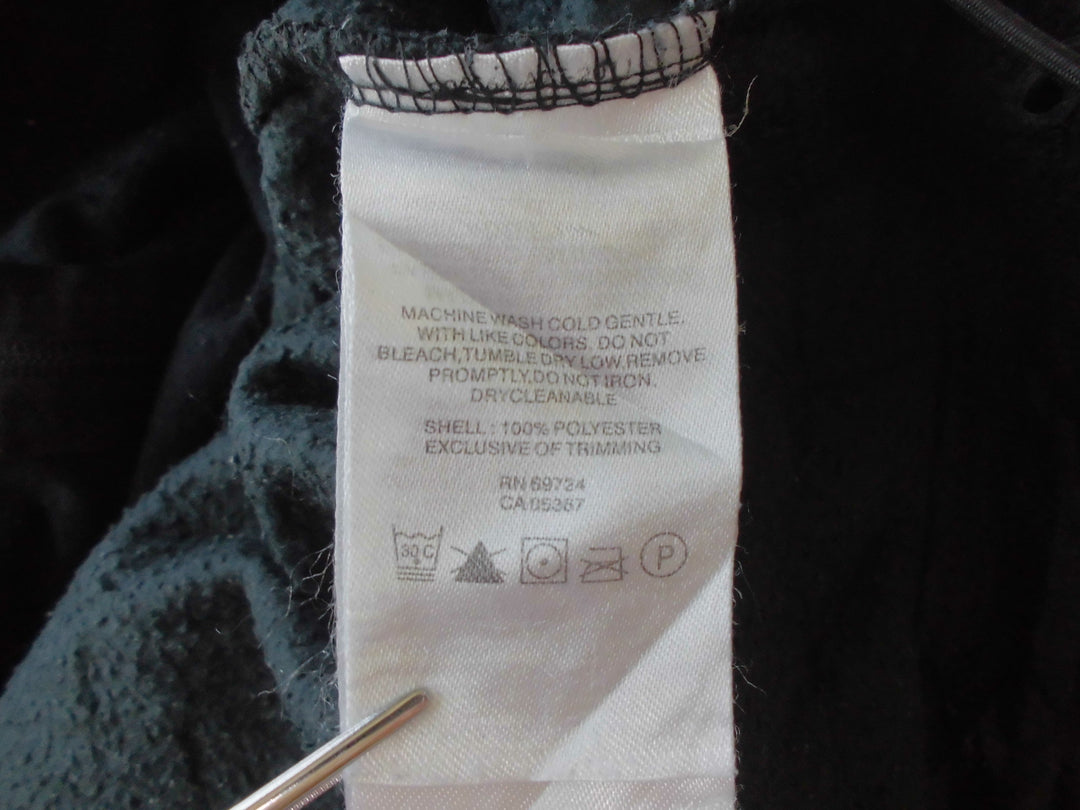 MACHINE WASH COLD GENTLE.
WITH LIKE COLORS. DO NOT
BLEACH,TUMBLE DRY LOW.REMOVE
PROMPTLY.DO NOT IRON.
DRYCLEANABLE
SHELL : 100% POLYESTER
EXCLUSIVE OF TRIMMING
RN 69724
CA 05367
30 C
P